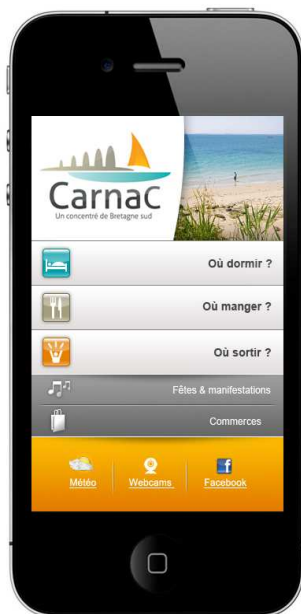 Carnac
Un concentré de Bretagne sud
Où dormir ?
Où manger ?
Où sortir ?
Fêtes & manifestations
Commerces
Météo
Webcams
Facebook